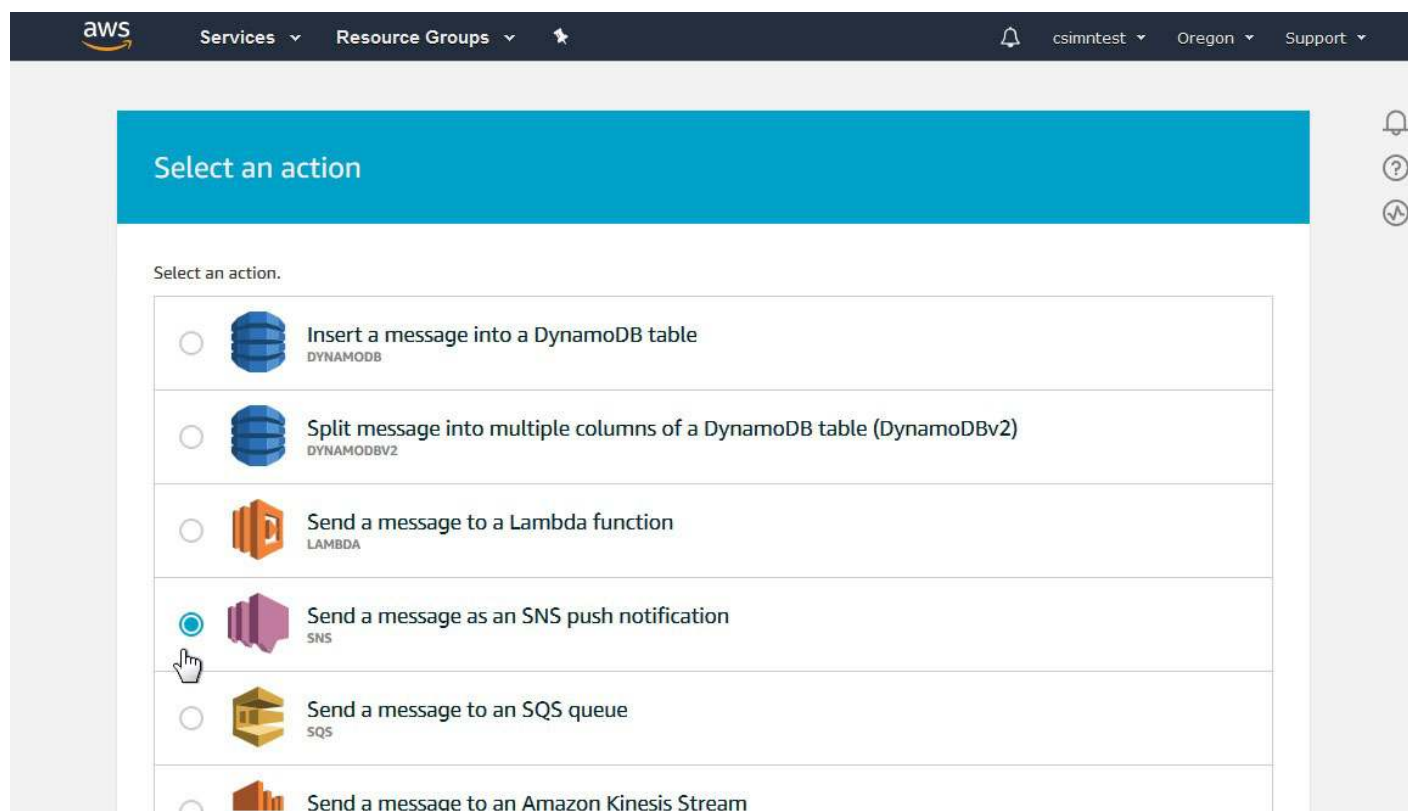 aws Services Resource Groups csimntest Oregon Support
Select an action
Select an action.
Insert a message into a DynamoDB table
DYNAMODB
Split message into multiple columns of a DynamoDB table (DynamoDBv2)
DYNAMODBV2
Send a message to a Lambda function
LAMBDA
Send a message as an SNS push notification
SNS
Send a message to an SQS queue
SQS
Send a message to an Amazon Kinesis Stream